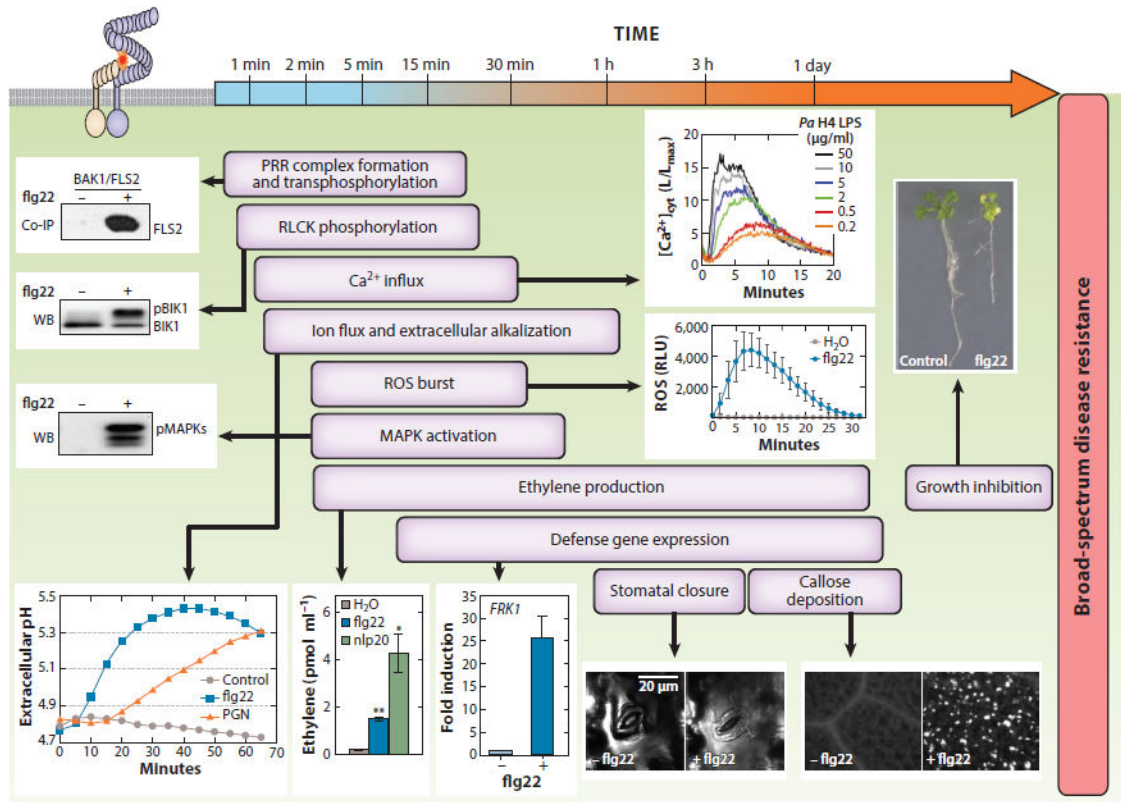 TIME
1 min 2 min 5 min 15 min 30 min 1 h 3 h 1 day
PRR complex formation
and transphosphorylation
RLCK phosphorylation
Ca2+ influx
Ion flux and extracellular alkalization
ROS burst
MAPK activation
Ethylene production
Defense gene expression
Stomatal closure
Callose
deposition
Growth inhibition
Broad-spectrum disease resistance
BAK1/FLS2
flg22 – +
Co-IP
FLS2
flg22 – +
pBIK1
WB
BIK1
flg22 – +
WB
pMAPKs
Pa H4 LPS
(µg/ml)
50
10
5
2
0.5
0.2
[Ca2+]cyt (L/Lmax)
20
15
10
5
0
0 5 10 15 20
Minutes
ROS (RLU)
6,000
4,000
2,000
H2O
flg22
0 5 10 15 20 25 30
Minutes
Control flg22
Extracellular pH
5.5
5.3
5.1
4.9
4.7
Control
flg22
PGN
0 10 20 30 40 50 60 70
Minutes
Ethylene (pmol ml−1)
6
4
2
0
H2O
flg22
nlp20
**
*
Fold induction
FRK1
35
30
25
20
15
10
5
0
– +
flg22
20 µm
– flg22 + flg22
– flg22 + flg22